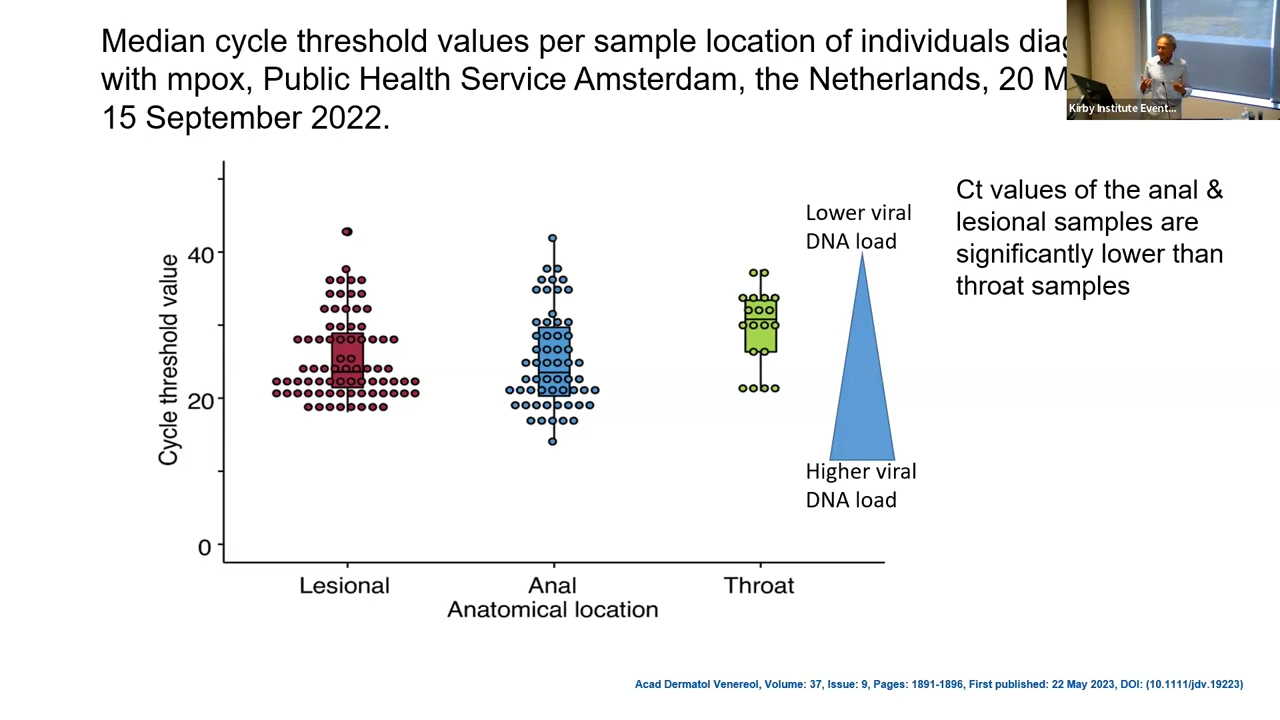 Median cycle threshold values per sample location of individuals
with mpox, Public Health Service Amsterdam, the Netherlands, 20
15 September 2022.
Kirby Institute Event...
Ct values of the anal &
lesional samples are
significantly lower than
throat samples
Lower viral
DNA load
Cycle threshold value
40
20
0
Higher viral
DNA load
Lesional
Anal
Throat
Anatomical location
Acad Dermatol Venereol, Volume: 37, Issue: 9, Pages: 1891-1896, First published: 22 May 2023, DOI: (10.1111/jdv.19223)